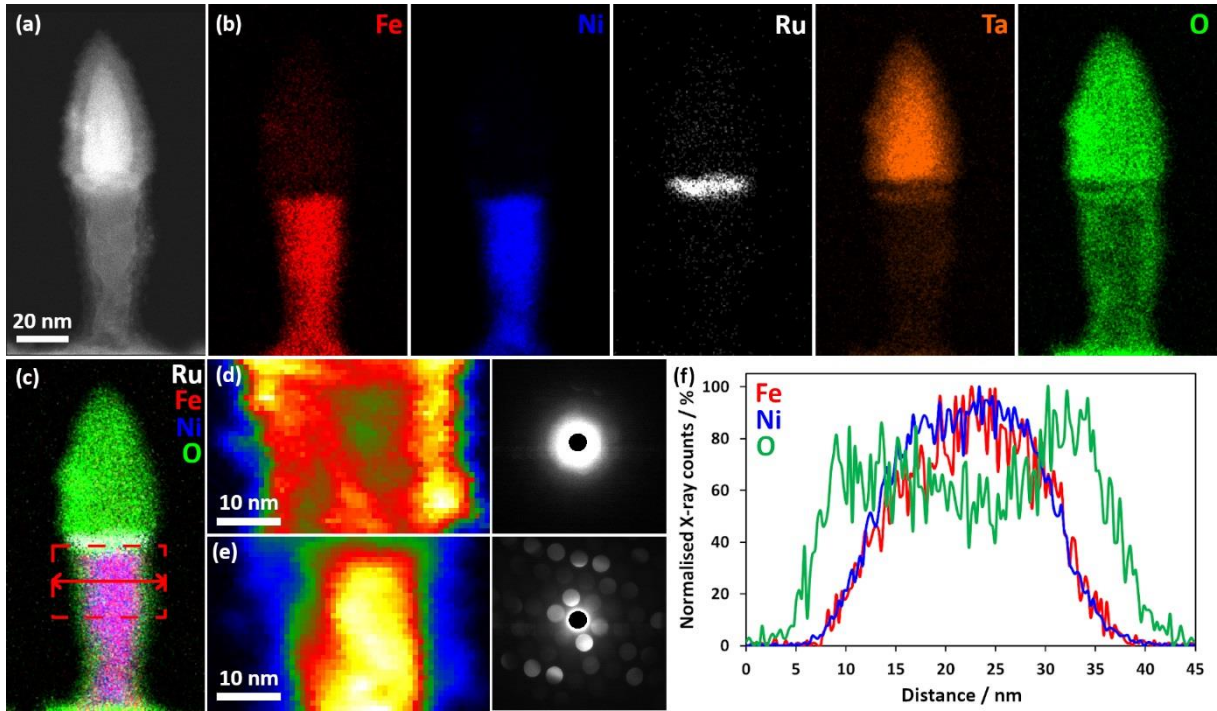 (a)
20 nm
(b)
Fe
Ni
Ru
Ta
O
(c)
Ru
Fe
Ni
O
(d)
10 nm
(e)
10 nm
(f)
Fe
Ni
O
Normalised X-ray counts / %
100
80
60
40
20
0
0 5 10 15 20 25 30 35 40 45
Distance / nm